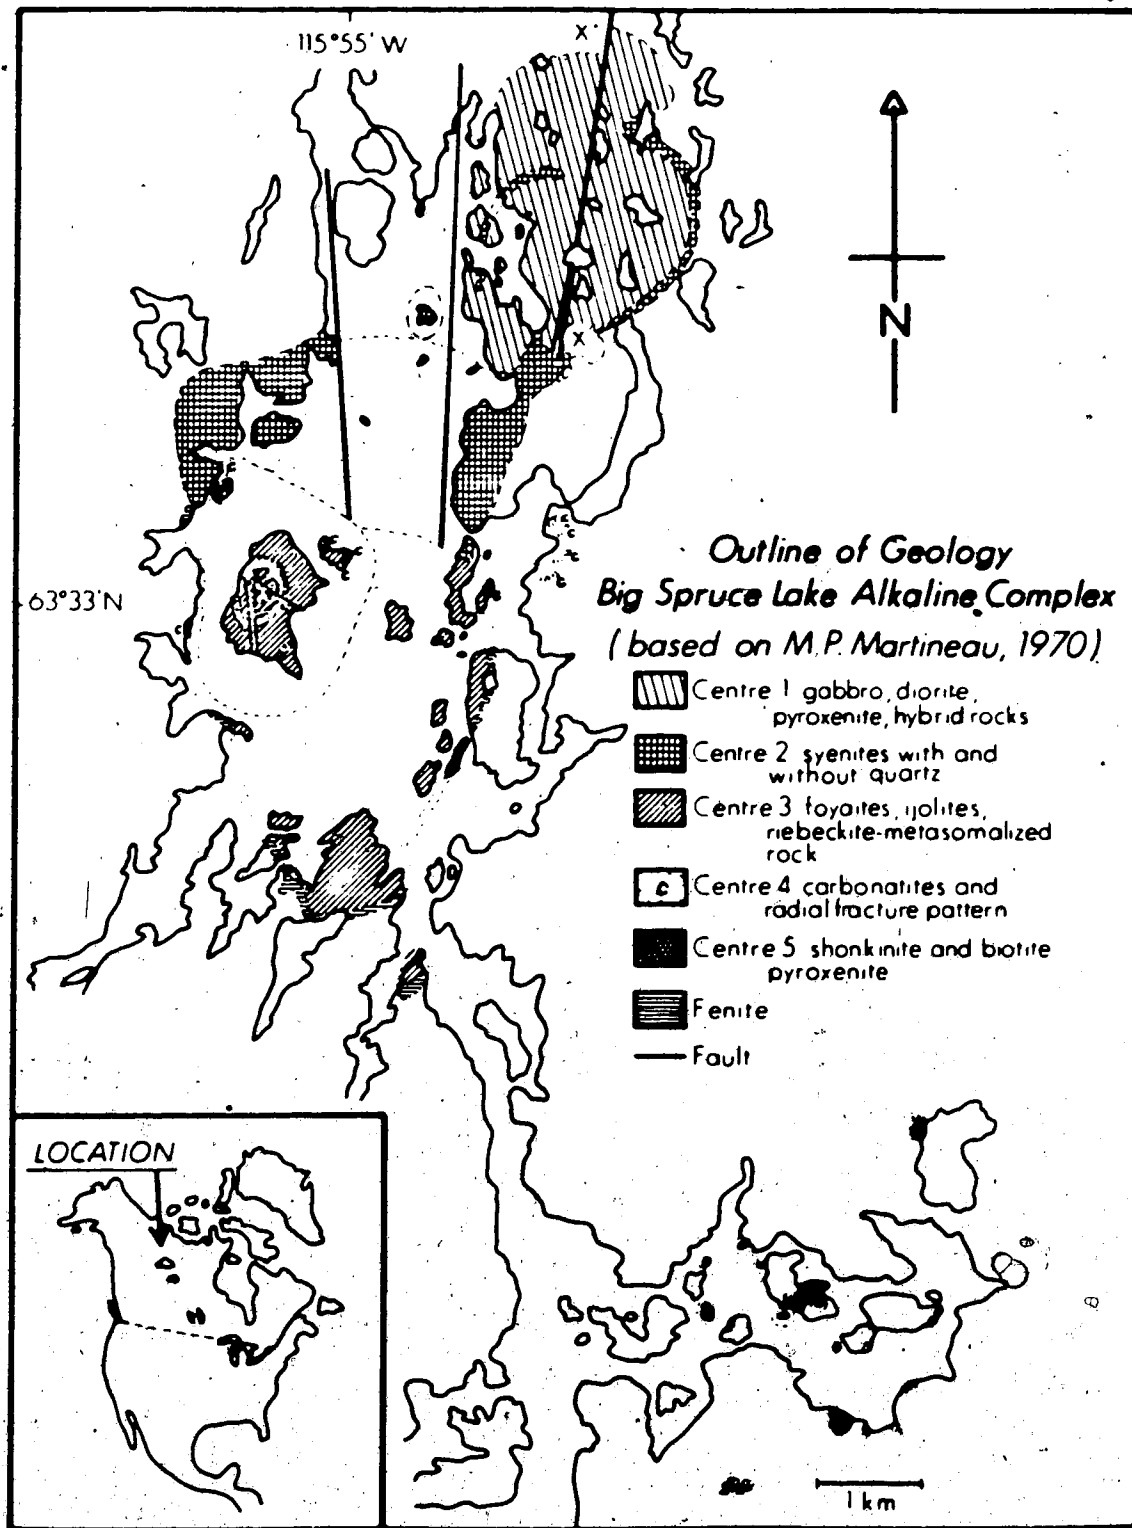 115°55' W
X
N
X
63°33'N
Outline of Geology
Big Spruce Lake Alkaline Complex
(based on M.P. Martineau, 1970)
Centre 1 gabbro, diorite,
pyroxenite, hybrid rocks
Centre 2 syenites with and
without quartz
Centre 3 foyaites, ijolites,
riebeckite-metasomalized
rock
c Centre 4 carbonatites and
radial fracture pattern
Centre 5 shonkinite and biotite
pyroxenite
Fenite
Fault
LOCATION
1 km